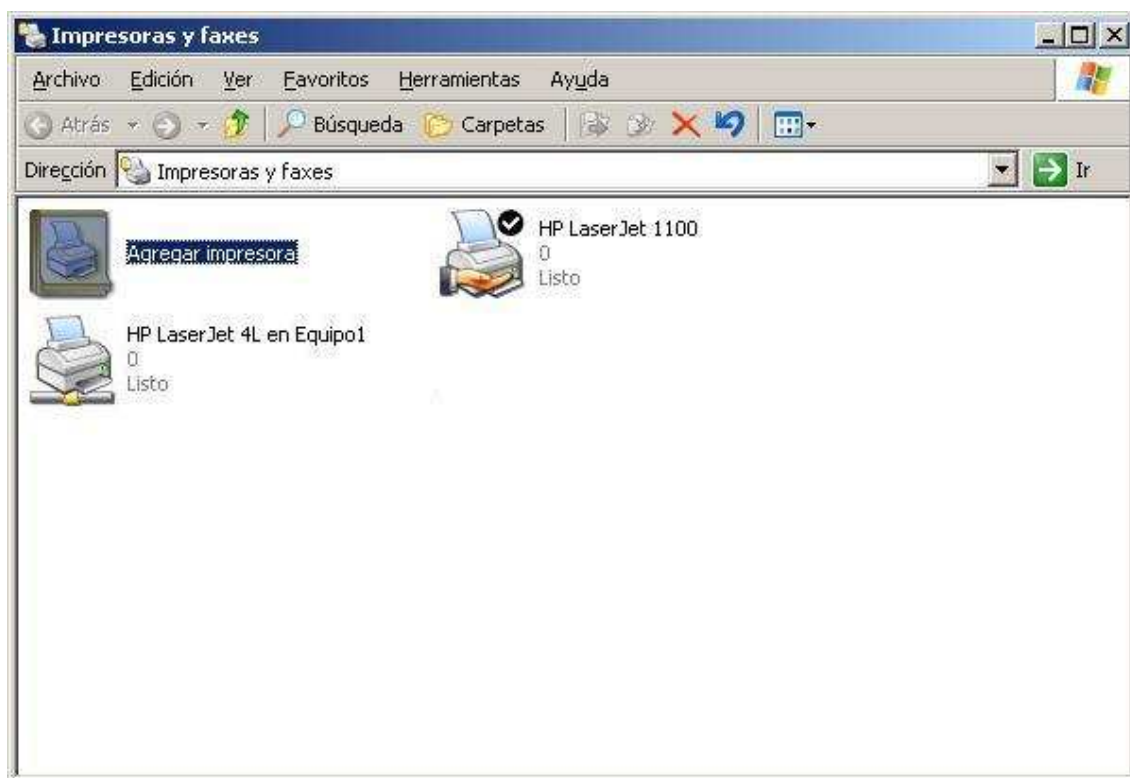 Impresoras y faxes
Archivo Edición Ver Favoritos Herramientas Ayuda
Atrás Búsqueda Carpetas
Dirección Impresoras y faxes Ir
Agregar impresora
HP LaserJet 1100
0
Listo
HP LaserJet 4L en Equipo1
0
Listo